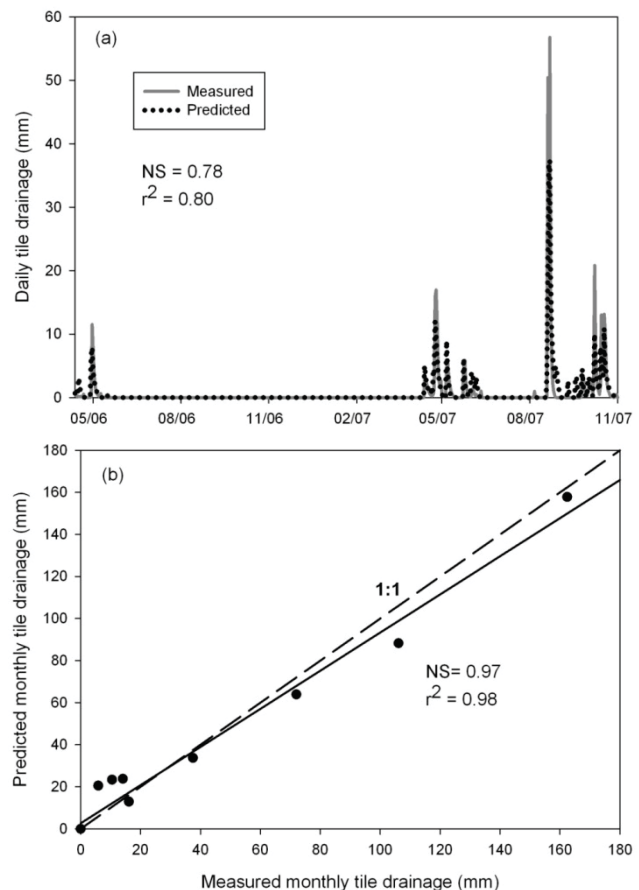 (a)
Daily tile drainage (mm)
60
50
40
30
20
10
0
Measured
Predicted
NS = 0.78
r² = 0.80
05/06 08/06 11/06 02/07 05/07 08/07 11/07
(b)
Predicted monthly tile drainage (mm)
180
160
140
120
100
80
60
40
20
0
1:1
NS= 0.97
r² = 0.98
0 20 40 60 80 100 120 140 160 180
Measured monthly tile drainage (mm)